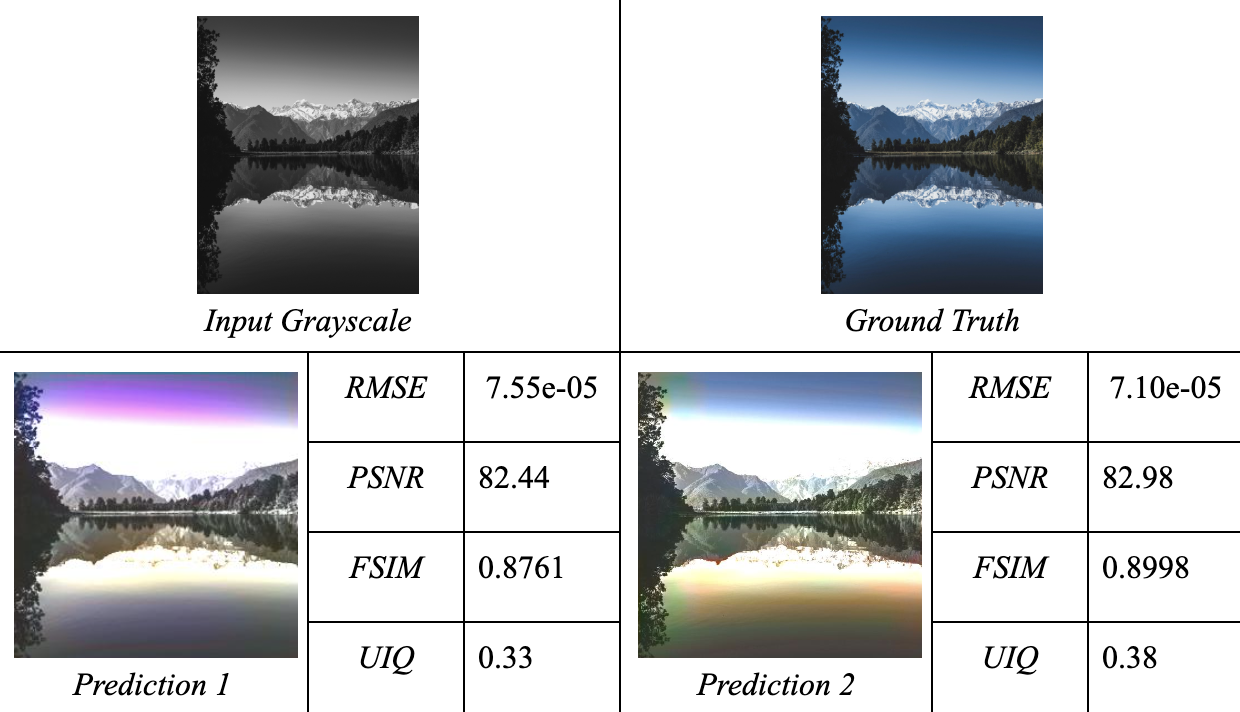 Input Grayscale
Ground Truth
RMSE 7.55e-05
PSNR 82.44
FSIM 0.8761
UIQ 0.33
Prediction 1
RMSE 7.10e-05
PSNR 82.98
FSIM 0.8998
UIQ 0.38
Prediction 2